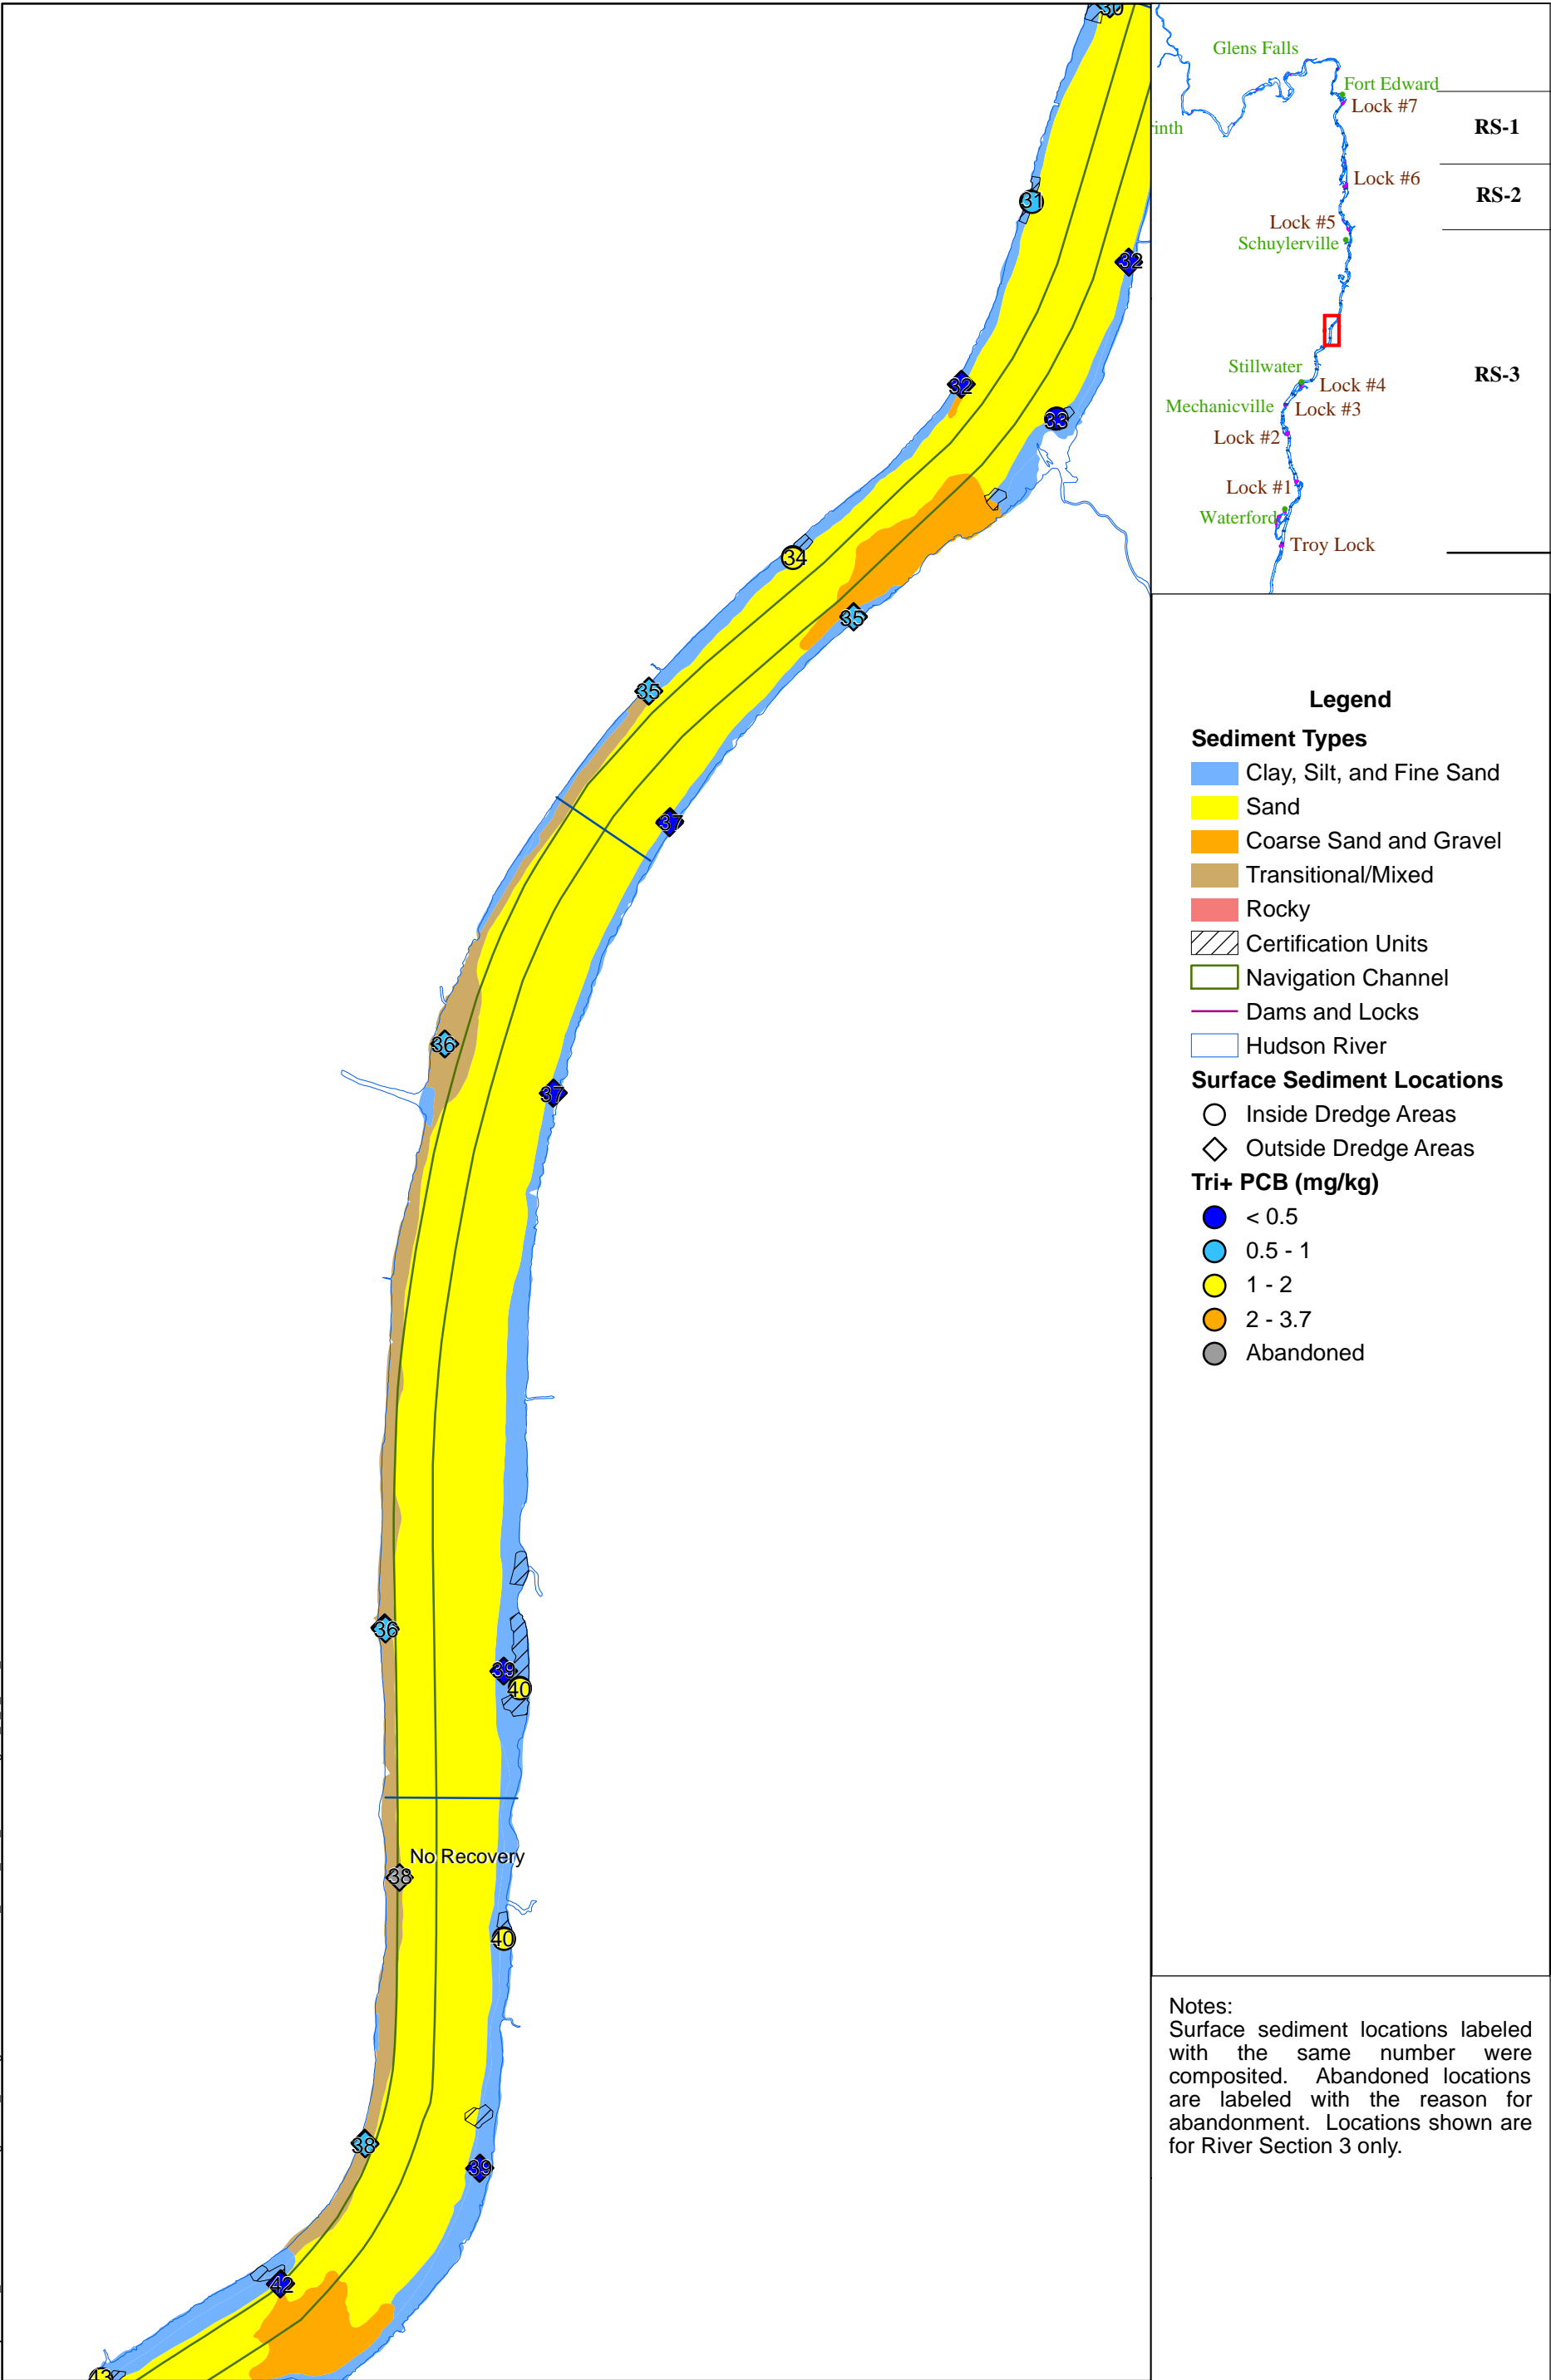 30
31
32
32
33
34
35
35
37
36
37
36
39
40
No Recovery
38
40
38
39
42
43
Glens Falls
Fort Edward
Lock #7
rinth
RS-1
Lock #6
RS-2
Lock #5
Schuylerville
Stillwater
Lock #4
RS-3
Mechanicville
Lock #3
Lock #2
Lock #1
Waterford
Troy Lock
Legend
Sediment Types
Clay, Silt, and Fine Sand
Sand
Coarse Sand and Gravel
Transitional/Mixed
Rocky
Certification Units
Navigation Channel
Dams and Locks
Hudson River
Surface Sediment Locations
Inside Dredge Areas
Outside Dredge Areas
Tri+ PCB (mg/kg)
< 0.5
0.5 - 1
1 - 2
2 - 3.7
Abandoned
Notes:
Surface sediment locations labeled
with the same number were
composited. Abandoned locations
are labeled with the reason for
abandonment. Locations shown are
for River Section 3 only.